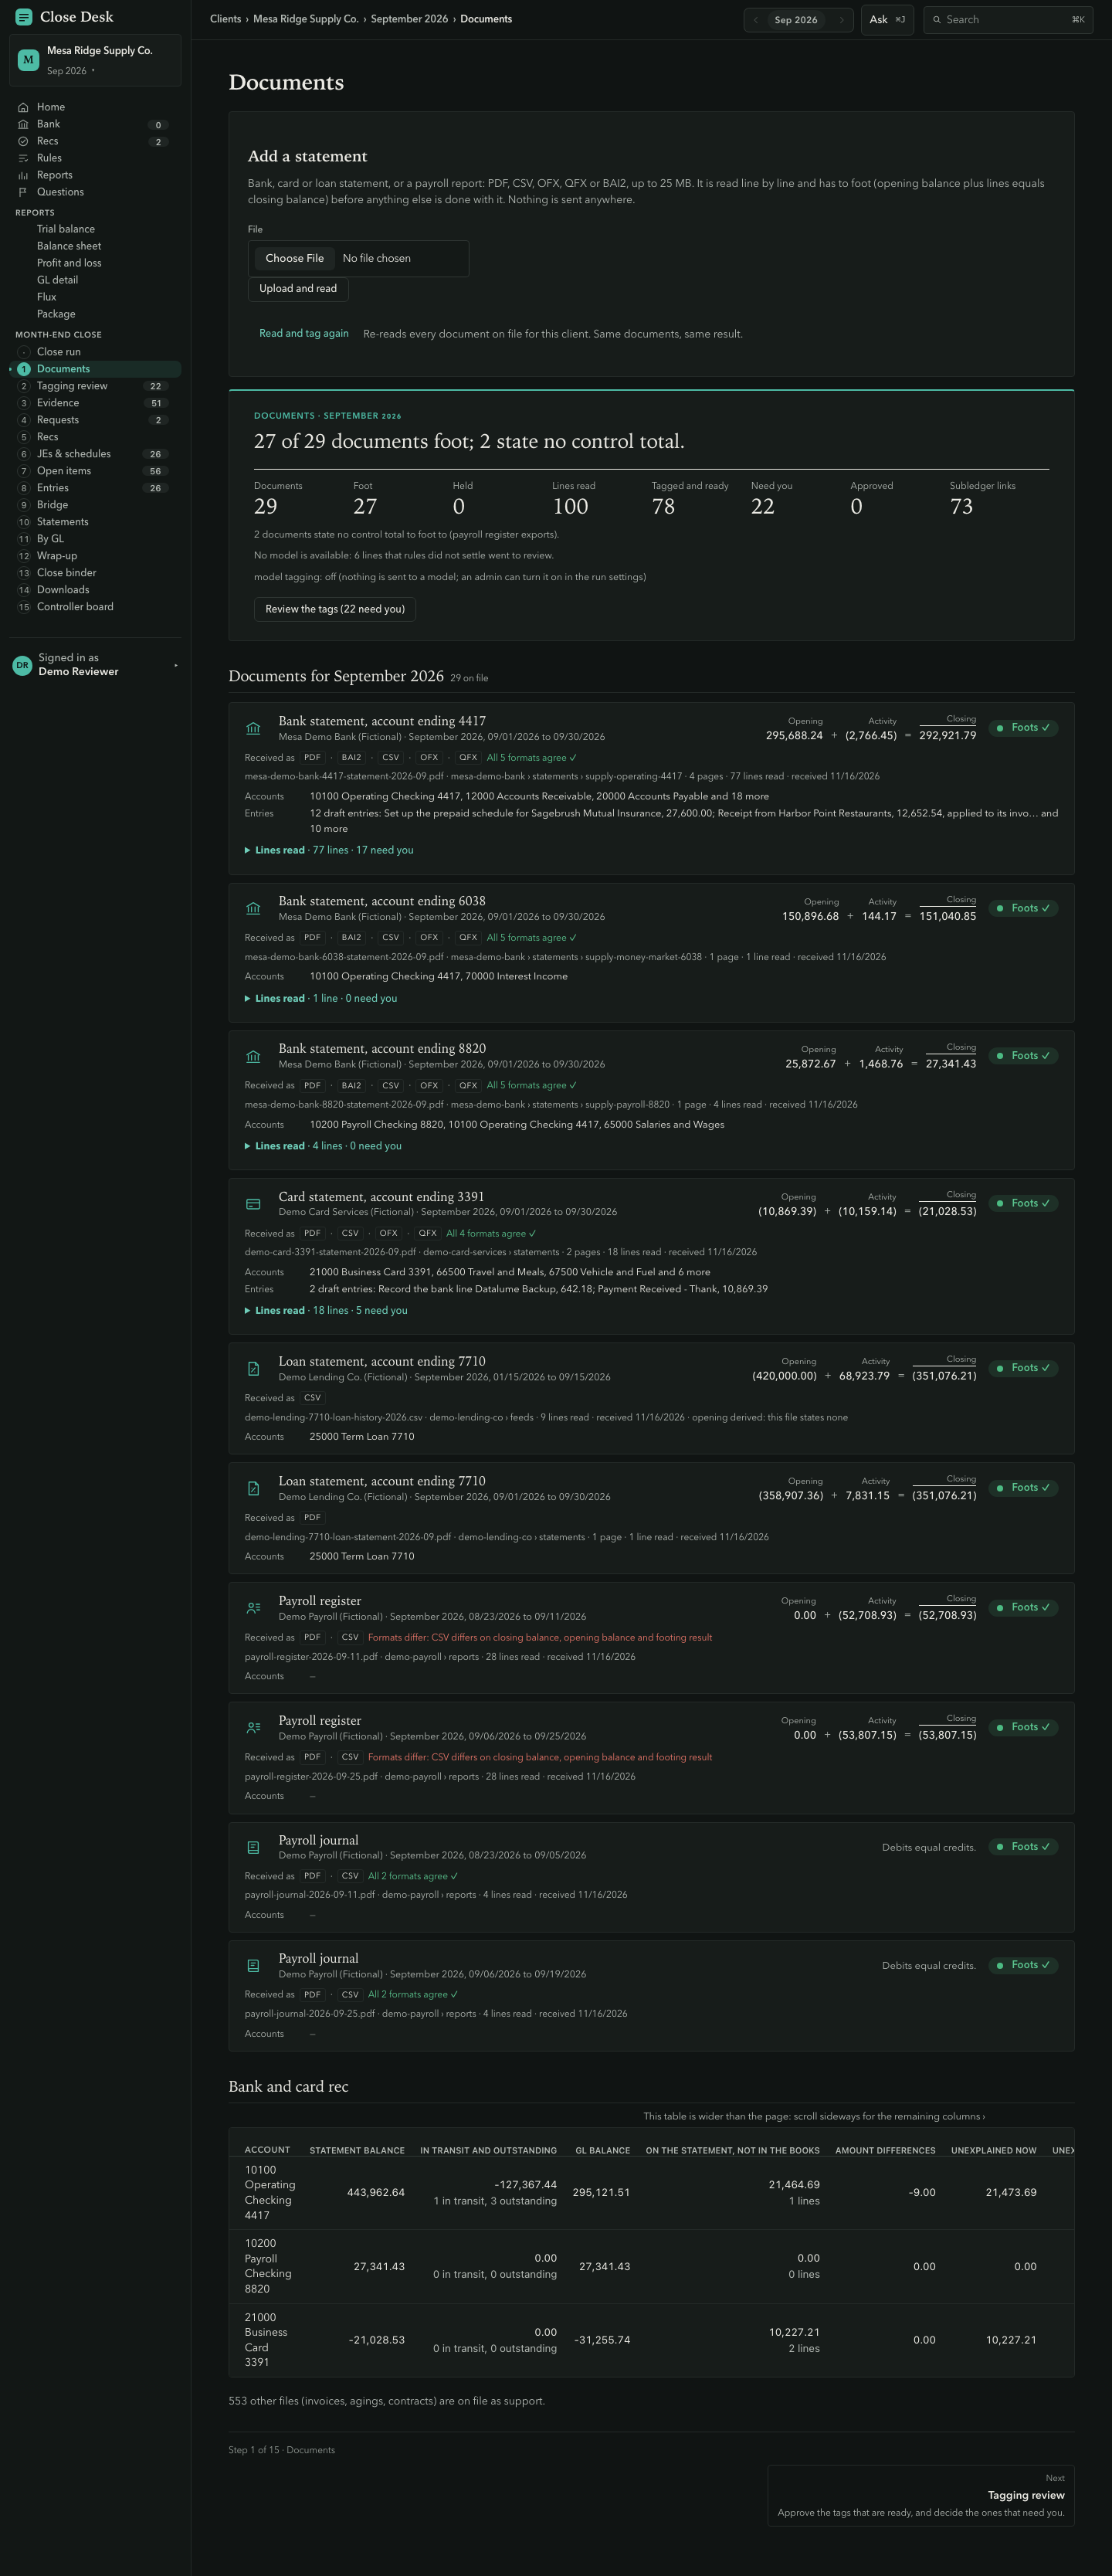 Close Desk
M
Mesa Ridge Supply Co.
Sep 2026
Home
Bank 0
Recs 2
Rules
Reports
Questions
REPORTS
Trial balance
Balance sheet
Profit and loss
GL detail
Flux
Package
MONTH-END CLOSE
Close run
1 Documents
2 Tagging review 22
3 Evidence 51
4 Requests 2
5 Recs
6 JEs & schedules 26
7 Open items 56
8 Entries 26
9 Bridge
10 Statements
11 By GL
12 Wrap-up
13 Close binder
14 Downloads
15 Controller board
DR
Signed in as
Demo Reviewer
Clients › Mesa Ridge Supply Co. › September 2026 › Documents
‹ Sep 2026 ›
Ask ⌘J
Search ⌘K
Documents
Add a statement
Bank, card or loan statement, or a payroll report: PDF, CSV, OFX, QFX or BAI2, up to 25 MB. It is read line by line and has to foot (opening balance plus lines equals
closing balance) before anything else is done with it. Nothing is sent anywhere.
File
Choose File No file chosen
Upload and read
Read and tag again Re-reads every document on file for this client. Same documents, same result.
DOCUMENTS · SEPTEMBER 2026
27 of 29 documents foot; 2 state no control total.
Documents Foot Held Lines read Tagged and ready Need you Approved Subledger links
29 27 0 100 78 22 0 73
2 documents state no control total to foot to (payroll register exports).
No model is available: 6 lines that rules did not settle went to review.
model tagging: off (nothing is sent to a model; an admin can turn it on in the run settings)
Review the tags (22 need you)
Documents for September 2026 29 on file
Bank statement, account ending 4417
Mesa Demo Bank (Fictional) · September 2026, 09/01/2026 to 09/30/2026
Opening Activity Closing
295,688.24 + (2,766.45) = 292,921.79
Foots ✓
Received as PDF · BAI2 · CSV · OFX · QFX All 5 formats agree ✓
mesa-demo-bank-4417-statement-2026-09.pdf · mesa-demo-bank › statements › supply-operating-4417 · 4 pages · 77 lines read · received 11/16/2026
Accounts 10100 Operating Checking 4417, 12000 Accounts Receivable, 20000 Accounts Payable and 18 more
Entries 12 draft entries: Set up the prepaid schedule for Sagebrush Mutual Insurance, 27,600.00; Receipt from Harbor Point Restaurants, 12,652.54, applied to its invo… and
10 more
▶ Lines read · 77 lines · 17 need you
Bank statement, account ending 6038
Mesa Demo Bank (Fictional) · September 2026, 09/01/2026 to 09/30/2026
Opening Activity Closing
150,896.68 + 144.17 = 151,040.85
Foots ✓
Received as PDF · BAI2 · CSV · OFX · QFX All 5 formats agree ✓
mesa-demo-bank-6038-statement-2026-09.pdf · mesa-demo-bank › statements › supply-money-market-6038 · 1 page · 1 line read · received 11/16/2026
Accounts 10100 Operating Checking 4417, 70000 Interest Income
▶ Lines read · 1 line · 0 need you
Bank statement, account ending 8820
Mesa Demo Bank (Fictional) · September 2026, 09/01/2026 to 09/30/2026
Opening Activity Closing
25,872.67 + 1,468.76 = 27,341.43
Foots ✓
Received as PDF · BAI2 · CSV · OFX · QFX All 5 formats agree ✓
mesa-demo-bank-8820-statement-2026-09.pdf · mesa-demo-bank › statements › supply-payroll-8820 · 1 page · 4 lines read · received 11/16/2026
Accounts 10200 Payroll Checking 8820, 10100 Operating Checking 4417, 65000 Salaries and Wages
▶ Lines read · 4 lines · 0 need you
Card statement, account ending 3391
Demo Card Services (Fictional) · September 2026, 09/01/2026 to 09/30/2026
Opening Activity Closing
(10,869.39) + (10,159.14) = (21,028.53)
Foots ✓
Received as PDF · CSV · OFX · QFX All 4 formats agree ✓
demo-card-3391-statement-2026-09.pdf · demo-card-services › statements · 2 pages · 18 lines read · received 11/16/2026
Accounts 21000 Business Card 3391, 66500 Travel and Meals, 67500 Vehicle and Fuel and 6 more
Entries 2 draft entries: Record the bank line Datalume Backup, 642.18; Payment Received - Thank, 10,869.39
▶ Lines read · 18 lines · 5 need you
Loan statement, account ending 7710
Demo Lending Co. (Fictional) · September 2026, 01/15/2026 to 09/15/2026
Opening Activity Closing
(420,000.00) + 68,923.79 = (351,076.21)
Foots ✓
Received as CSV
demo-lending-7710-loan-history-2026.csv · demo-lending-co › feeds · 9 lines read · received 11/16/2026 · opening derived: this file states none
Accounts 25000 Term Loan 7710
Loan statement, account ending 7710
Demo Lending Co. (Fictional) · September 2026, 09/01/2026 to 09/30/2026
Opening Activity Closing
(358,907.36) + 7,831.15 = (351,076.21)
Foots ✓
Received as PDF
demo-lending-7710-loan-statement-2026-09.pdf · demo-lending-co › statements · 1 page · 1 line read · received 11/16/2026
Accounts 25000 Term Loan 7710
Payroll register
Demo Payroll (Fictional) · September 2026, 08/23/2026 to 09/11/2026
Opening Activity Closing
0.00 + (52,708.93) = (52,708.93)
Foots ✓
Received as PDF · CSV Formats differ: CSV differs on closing balance, opening balance and footing result
payroll-register-2026-09-11.pdf · demo-payroll › reports · 28 lines read · received 11/16/2026
Accounts —
Payroll register
Demo Payroll (Fictional) · September 2026, 09/06/2026 to 09/25/2026
Opening Activity Closing
0.00 + (53,807.15) = (53,807.15)
Foots ✓
Received as PDF · CSV Formats differ: CSV differs on closing balance, opening balance and footing result
payroll-register-2026-09-25.pdf · demo-payroll › reports · 28 lines read · received 11/16/2026
Accounts —
Payroll journal
Demo Payroll (Fictional) · September 2026, 08/23/2026 to 09/05/2026
Debits equal credits. Foots ✓
Received as PDF · CSV All 2 formats agree ✓
payroll-journal-2026-09-11.pdf · demo-payroll › reports · 4 lines read · received 11/16/2026
Accounts —
Payroll journal
Demo Payroll (Fictional) · September 2026, 09/06/2026 to 09/19/2026
Debits equal credits. Foots ✓
Received as PDF · CSV All 2 formats agree ✓
payroll-journal-2026-09-25.pdf · demo-payroll › reports · 4 lines read · received 11/16/2026
Accounts —
Bank and card rec
This table is wider than the page: scroll sideways for the remaining columns ›
ACCOUNT STATEMENT BALANCE IN TRANSIT AND OUTSTANDING GL BALANCE ON THE STATEMENT, NOT IN THE BOOKS AMOUNT DIFFERENCES UNEXPLAINED NOW UNEX
10100
Operating
Checking
4417
443,962.64 -127,367.44 295,121.51 21,464.69 -9.00 21,473.69
1 in transit, 3 outstanding 1 lines
10200
Payroll
Checking
8820
27,341.43 0.00 27,341.43 0.00 0.00 0.00
0 in transit, 0 outstanding 0 lines
21000
Business
Card
3391
-21,028.53 0.00 -31,255.74 10,227.21 0.00 10,227.21
0 in transit, 0 outstanding 2 lines
553 other files (invoices, agings, contracts) are on file as support.
Step 1 of 15 · Documents
Next
Tagging review
Approve the tags that are ready, and decide the ones that need you.